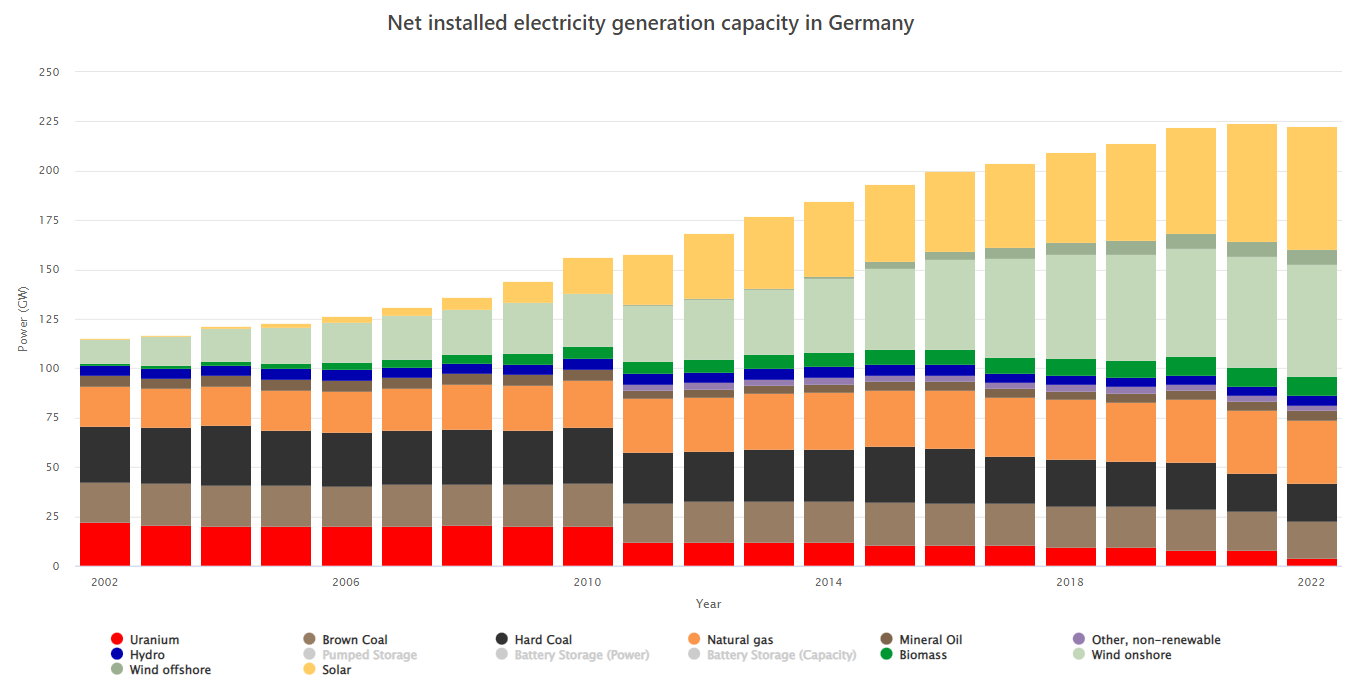 Net installed electricity generation capacity in Germany
250
225
200
175
150
125
100
75
50
25
0
Power (GW)
2002 2006 2010 2014 2018 2022
Year
Uranium Brown Coal Hard Coal Natural gas Mineral Oil Other, non-renewable
Hydro Pumped Storage Battery Storage (Power) Battery Storage (Capacity) Biomass Wind onshore
Wind offshore Solar